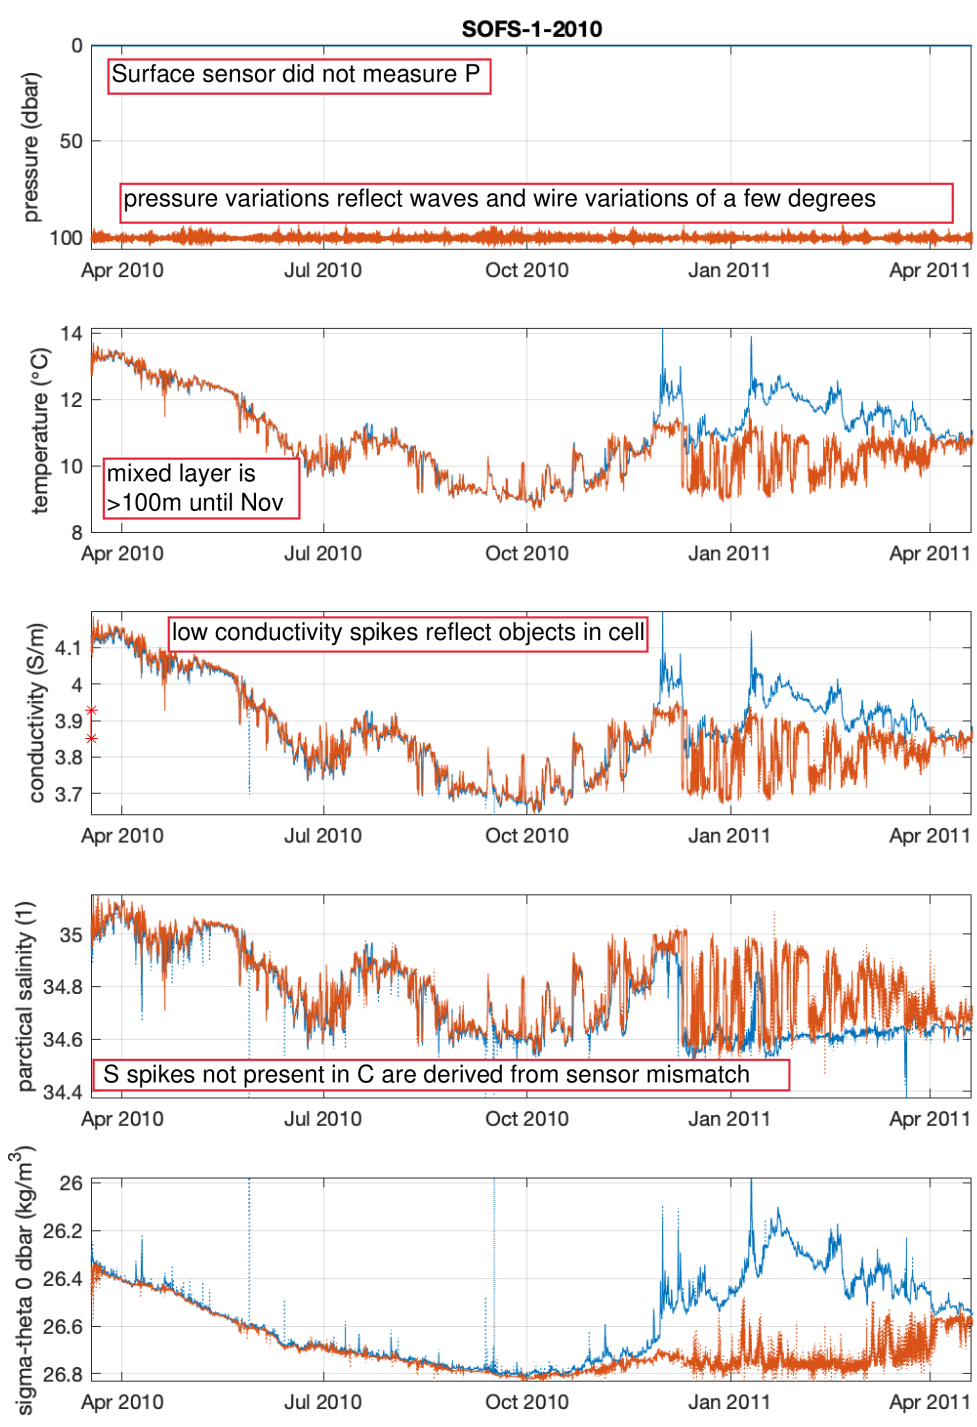 SOFS-1-2010
pressure (dbar)
0
50
100
Surface sensor did not measure P
pressure variations reflect waves and wire variations of a few degrees
Apr 2010 Jul 2010 Oct 2010 Jan 2011 Apr 2011
temperature (°C)
14
12
10
8
mixed layer is
>100m until Nov
Apr 2010 Jul 2010 Oct 2010 Jan 2011 Apr 2011
conductivity (S/m)
4.1
4
3.9
3.8
3.7
low conductivity spikes reflect objects in cell
Apr 2010 Jul 2010 Oct 2010 Jan 2011 Apr 2011
parctical salinity (1)
35
34.8
34.6
34.4
S spikes not present in C are derived from sensor mismatch
Apr 2010 Jul 2010 Oct 2010 Jan 2011 Apr 2011
sigma-theta 0 dbar (kg/m³)
26
26.2
26.4
26.6
26.8
Apr 2010 Jul 2010 Oct 2010 Jan 2011 Apr 2011